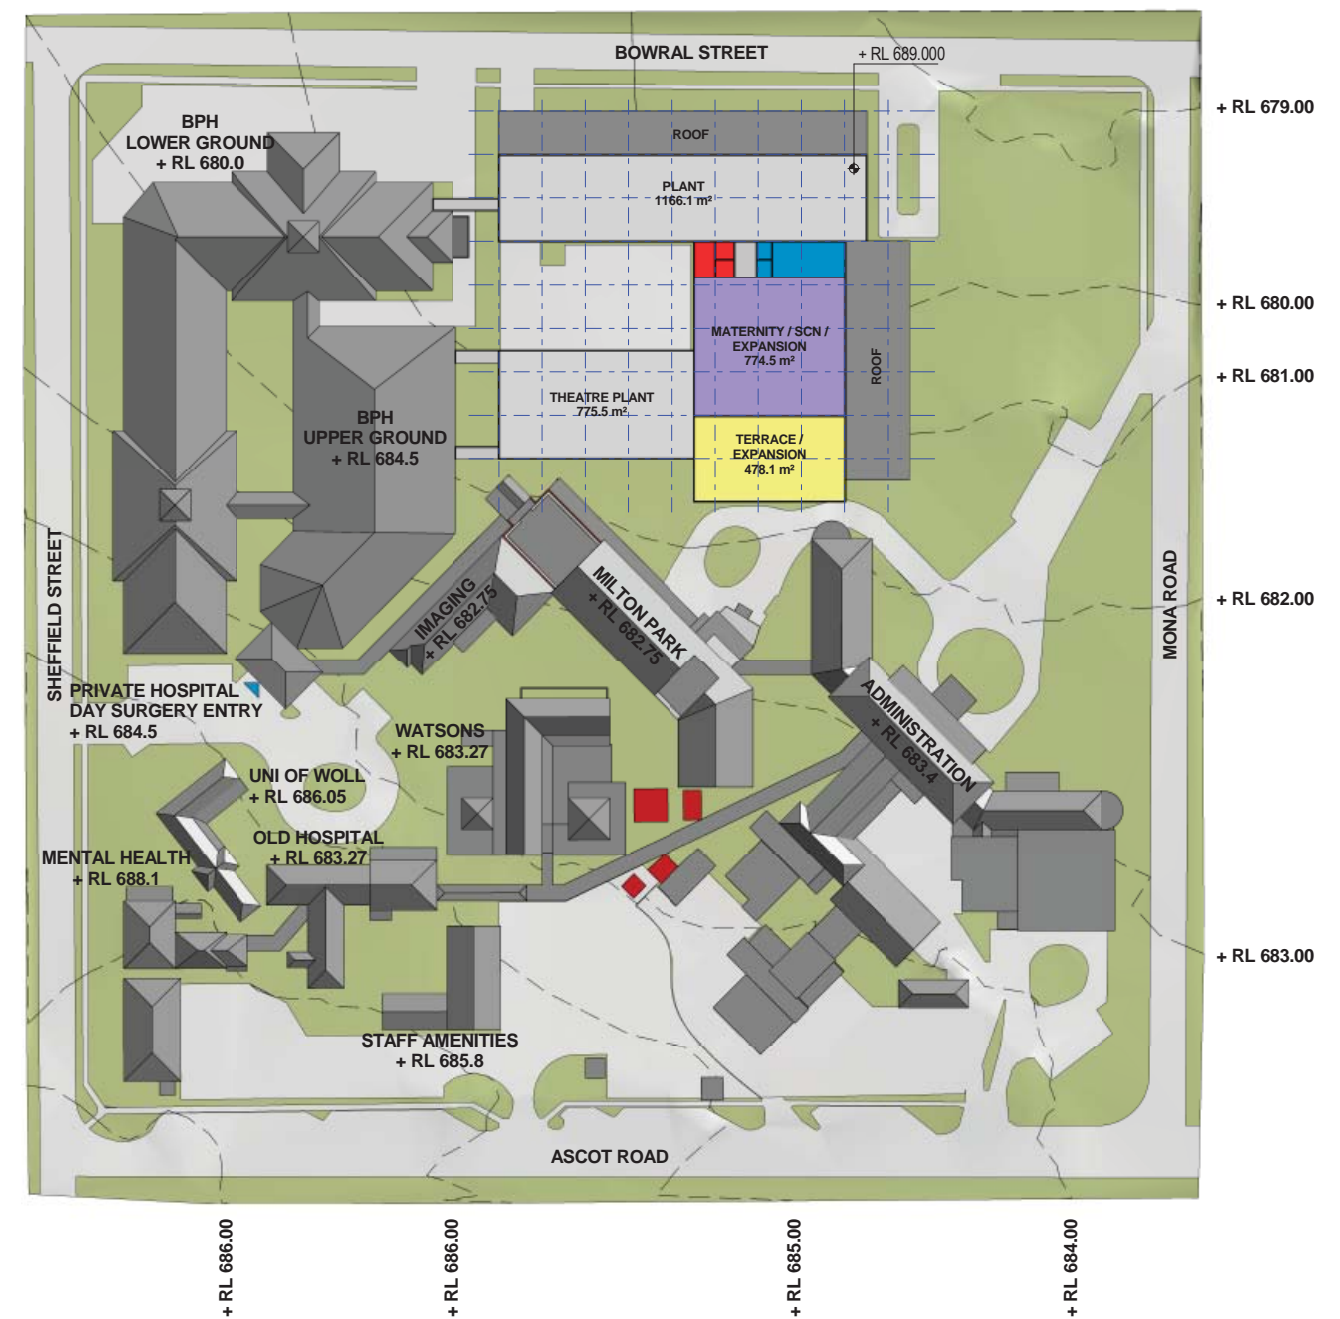 BOWRAL STREET
+ RL 689.000
+ RL 679.00
BPH
LOWER GROUND
+ RL 680.0
ROOF
PLANT
1166.1 m²
+ RL 680.00
MATERNITY / SCN /
EXPANSION
774.5 m²
ROOF
+ RL 681.00
THEATRE PLANT
775.5 m²
BPH
UPPER GROUND
+ RL 684.5
TERRACE /
EXPANSION
478.1 m²
SHEFFIELD STREET
MONA ROAD
IMAGING
+ RL 682.75
MILTON PARK
+ RL 682.75
+ RL 682.00
PRIVATE HOSPITAL
DAY SURGERY ENTRY
+ RL 684.5
ADMINISTRATION
+ RL 683.4
WATSONS
+ RL 683.27
UNI OF WOLL
+ RL 686.05
OLD HOSPITAL
+ RL 683.27
MENTAL HEALTH
+ RL 688.1
+ RL 683.00
STAFF AMENITIES
+ RL 685.8
ASCOT ROAD
+ RL 686.00
+ RL 686.00
+ RL 685.00
+ RL 684.00